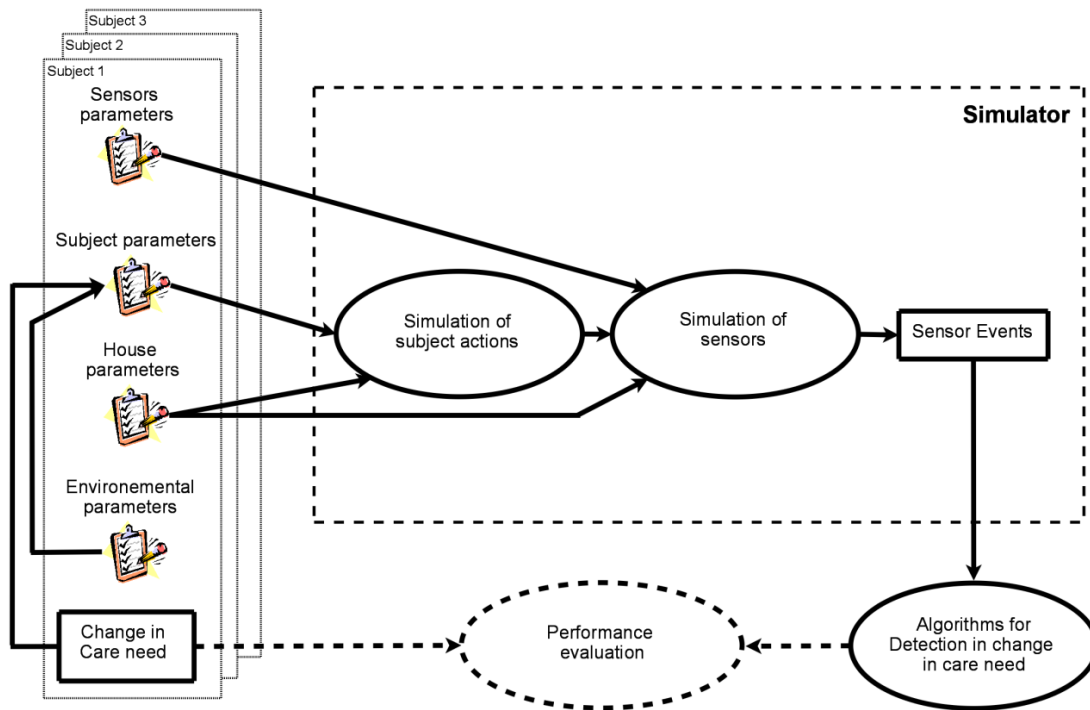 Subject 3
Subject 2
Subject 1
Sensors
parameters
Simulator
Subject parameters
Simulation of
subject actions
Simulation of
sensors
Sensor Events
House
parameters
Environemental
parameters
Change in
Care need
Performance
evaluation
Algorithms for
Detection in change
in care need